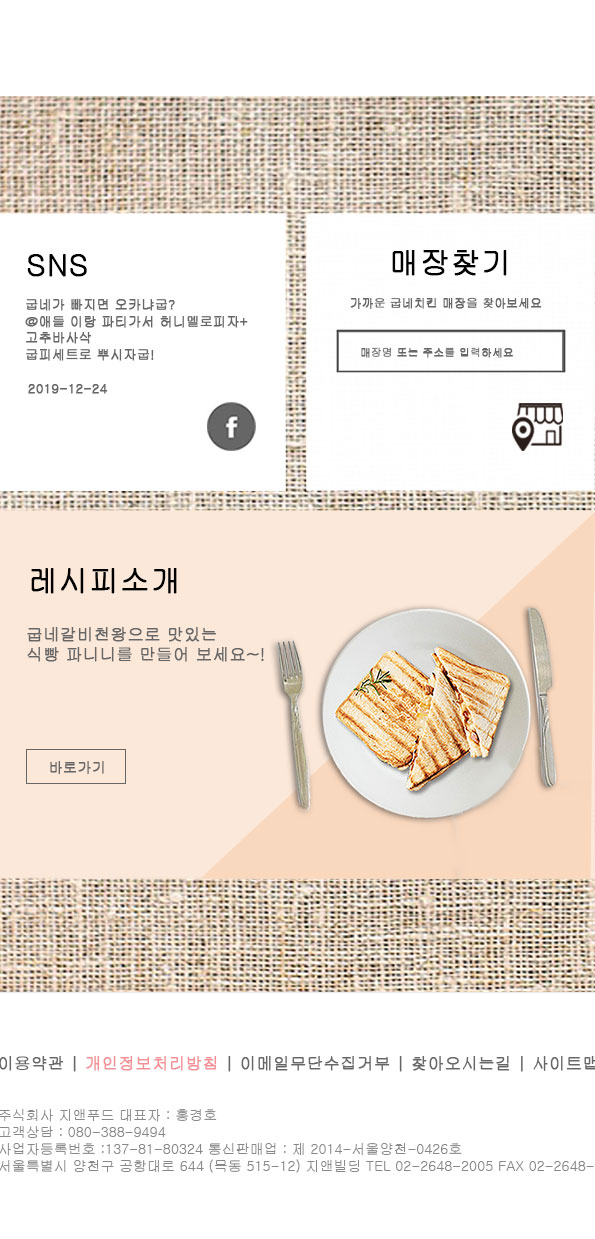 SNS
굽네가 빠지면 오카냐굽?
@애들 이랑 파티가서 허니멜로피자+
고추바사삭
굽피세트로 뿌시자굽!
2019-12-24
f
매장찾기
가까운 굽네치킨 매장을 찾아보세요
매장명 또는 주소를 입력하세요
레시피소개
굽네갈비천왕으로 맛있는
식빵 파니니를 만들어 보세요~!
바로가기
이용약관 | 개인정보처리방침 | 이메일무단수집거부 | 찾아오시는길 | 사이트맵
주식회사 지앤푸드 대표자 : 홍경호
고객상담 : 080-388-9494
사업자등록번호 :137-81-80324 통신판매업 : 제 2014-서울양천-0426호
서울특별시 양천구 공항대로 644 (목동 515-12) 지앤빌딩 TEL 02-2648-2005 FAX 02-2648-